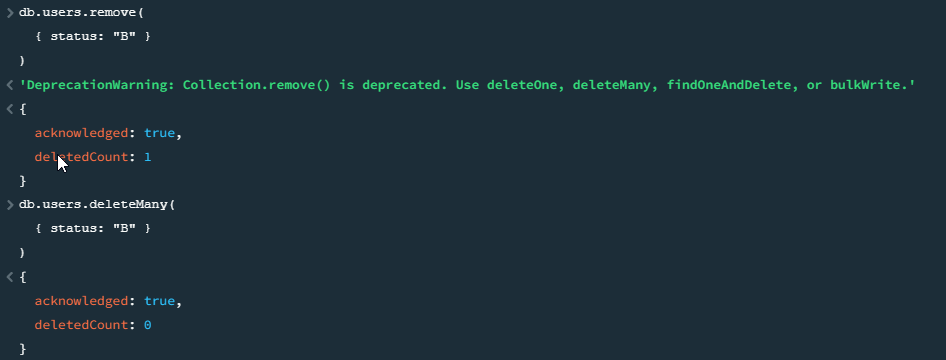 > db.users.remove(
{ status: "B" }
)
< 'DeprecationWarning: Collection.remove() is deprecated. Use deleteOne, deleteMany, findOneAndDelete, or bulkWrite.'
< {
acknowledged: true,
deletedCount: 1
}
> db.users.deleteMany(
{ status: "B" }
)
< {
acknowledged: true,
deletedCount: 0
}